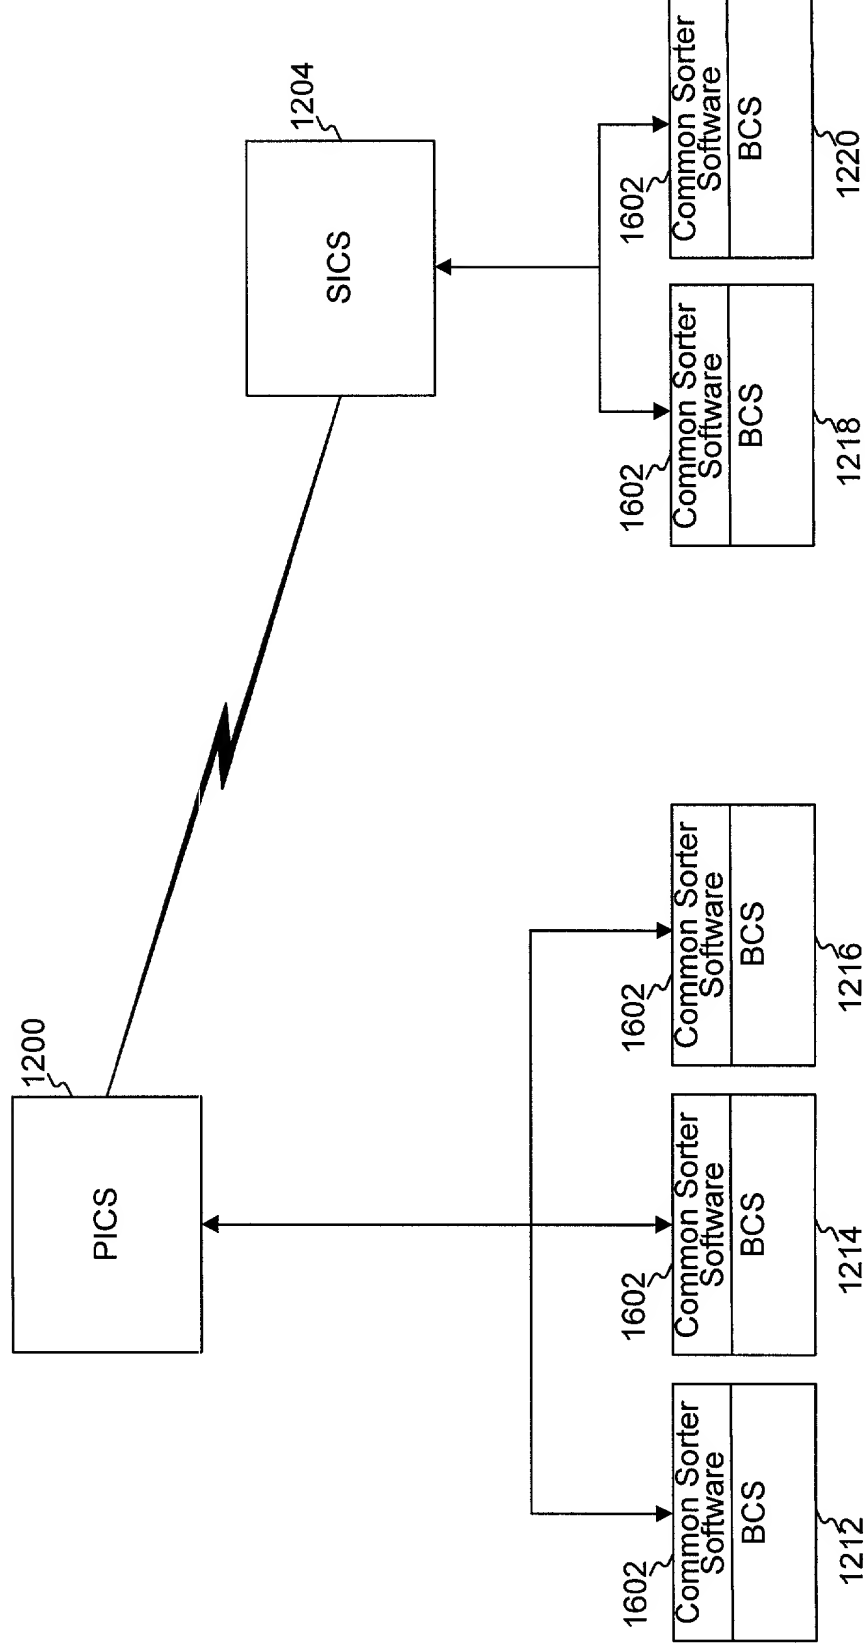 PICS
1200
SICS
1204
1602
Common Sorter
Software
BCS
1212
1602
Common Sorter
Software
BCS
1214
1602
Common Sorter
Software
BCS
1216
1602
Common Sorter
Software
BCS
1218
1602
Common Sorter
Software
BCS
1220